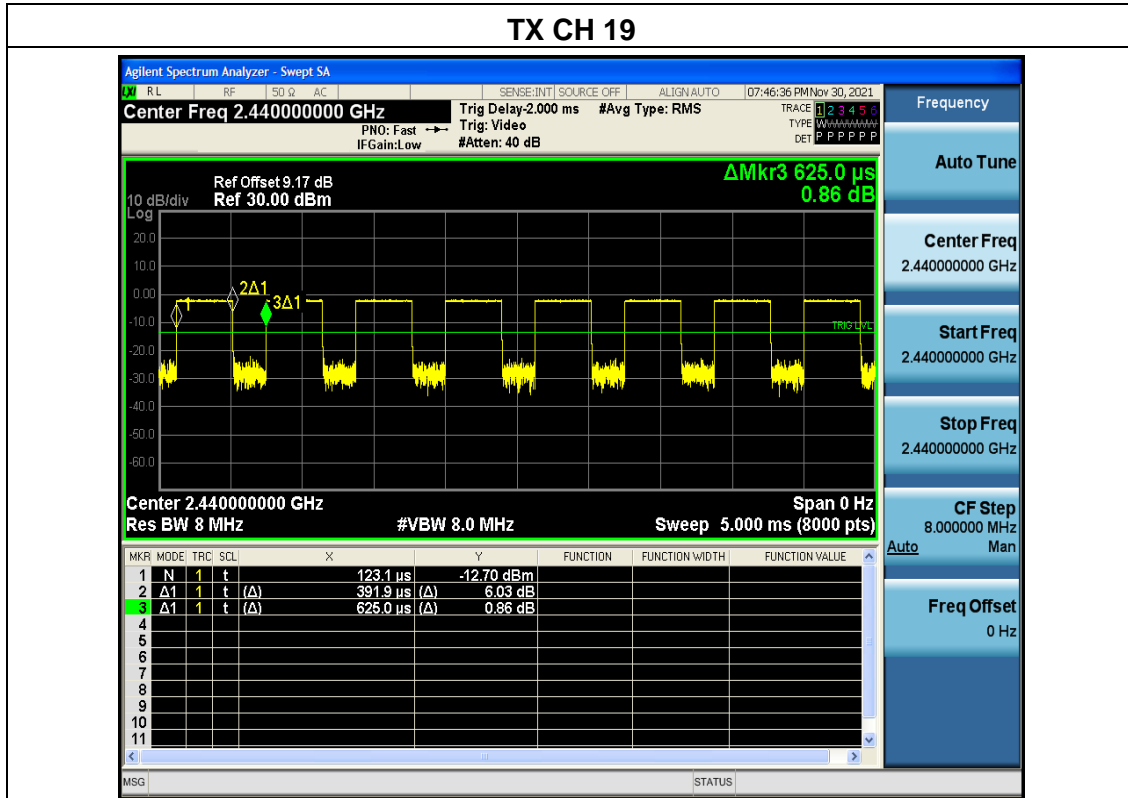 TX CH 19
Agilent Spectrum Analyzer - Swept SA
LXI RL RF 50 Ω AC SENSE:INT SOURCE OFF ALIGN AUTO 07:46:36 PM Nov 30, 2021
Center Freq 2.440000000 GHz Trig Delay-2.000 ms #Avg Type: RMS TRACE 1 2 3 4 5 6
PNO: Fast Trig: Video TYPE
IFGain:Low #Atten: 40 dB DET P P P P P P
Frequency
Auto Tune
ΔMkr3 625.0 µs
Ref Offset 9.17 dB
10 dB/div Ref 30.00 dBm 0.86 dB
Log
20.0
10.0
0.00
-10.0
-20.0
-30.0
-40.0
-50.0
-60.0
1
2Δ1
3Δ1
TRIG LVL
Center 2.440000000 GHz Span 0 Hz
Res BW 8 MHz #VBW 8.0 MHz Sweep 5.000 ms (8000 pts)
Center Freq
2.440000000 GHz
Start Freq
2.440000000 GHz
Stop Freq
2.440000000 GHz
CF Step
8.000000 MHz
Auto Man
Freq Offset
0 Hz
MKR MODE TRC SCL X Y FUNCTION FUNCTION WIDTH FUNCTION VALUE
1 N 1 t 123.1 µs -12.70 dBm
2 Δ1 1 t (Δ) 391.9 µs (Δ) 6.03 dB
3 Δ1 1 t (Δ) 625.0 µs (Δ) 0.86 dB
4
5
6
7
8
9
10
11
MSG STATUS